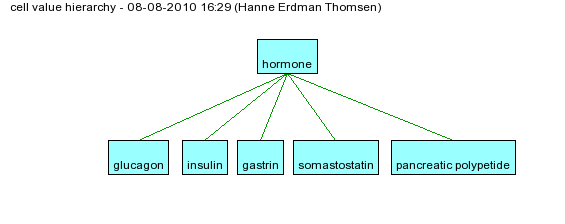 cell value hierarchy - 08-08-2010 16:29 (Hanne Erdman Thomsen)
hormone
glucagon
insulin
gastrin
somastostatin
pancreatic polypetide